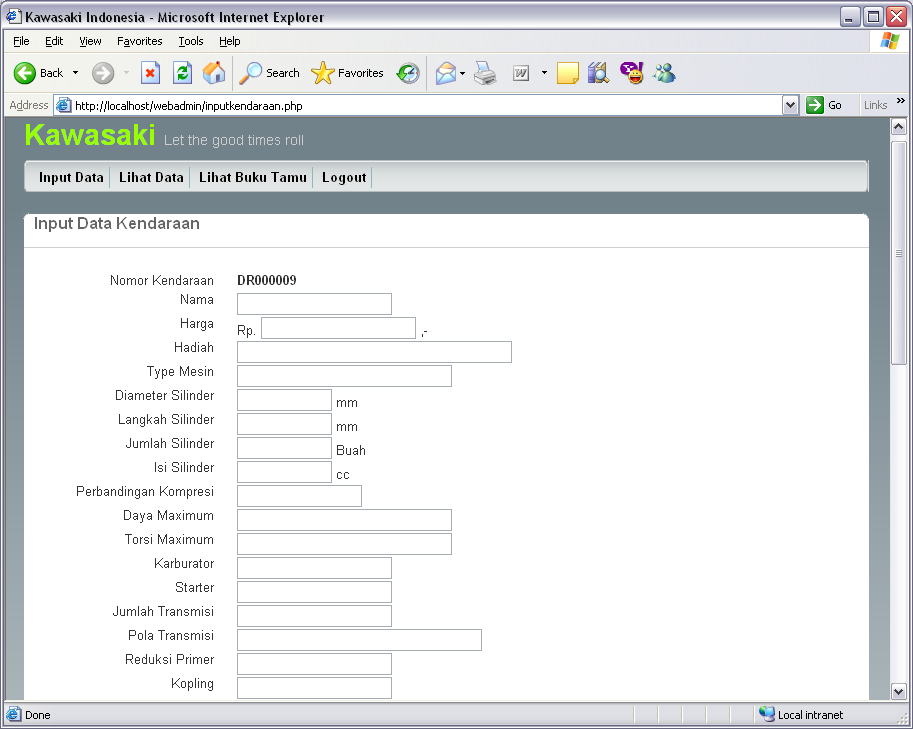 Kawasaki Indonesia - Microsoft Internet Explorer
File Edit View Favorites Tools Help
Back Search Favorites
Address http://localhost/webadmin/inputkendaraan.php Go Links »
Kawasaki Let the good times roll
Input Data Lihat Data Lihat Buku Tamu Logout
Input Data Kendaraan
Nomor Kendaraan DR000009
Nama
Harga Rp. ,-
Hadiah
Type Mesin
Diameter Silinder mm
Langkah Silinder mm
Jumlah Silinder Buah
Isi Silinder cc
Perbandingan Kompresi
Daya Maximum
Torsi Maximum
Karburator
Starter
Jumlah Transmisi
Pola Transmisi
Reduksi Primer
Kopling
Done Local intranet